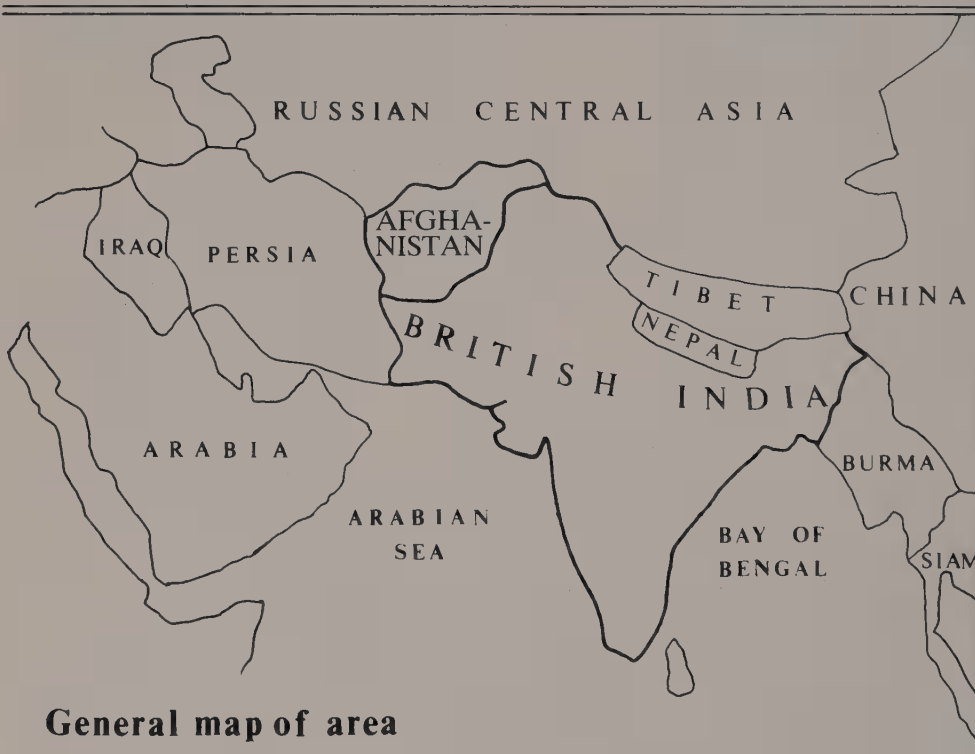 RUSSIAN CENTRAL ASIA
AFGHA-
NISTAN
IRAQ
PERSIA
TIBET
CHINA
NEPAL
BRITISH INDIA
ARABIA
BURMA
ARABIAN
SEA
BAY OF
BENGAL
SIAM
General map of area